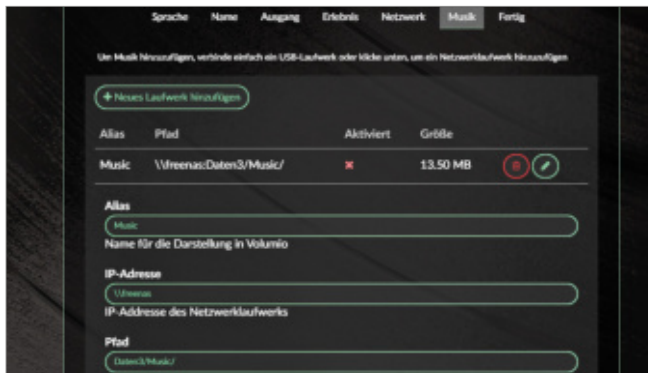 Sprache Name Ausgang Erlebnis Netzwerk Musik Fertig
Um Musik hinzuzufügen, verbinde einfach ein USB-Laufwerk oder klicke unten, um ein Netzwerklaufwerk hinzuzufügen
+ Neues Laufwerk hinzufügen
Alias Pfad Aktiviert Größe
Music \\freenas:Daten3/Music/ 13.50 MB
Alias
Music
Name für die Darstellung in Volumio
IP-Adresse
\\freenas
IP-Addresse des Netzwerklaufwerks
Pfad
Daten3/Music/